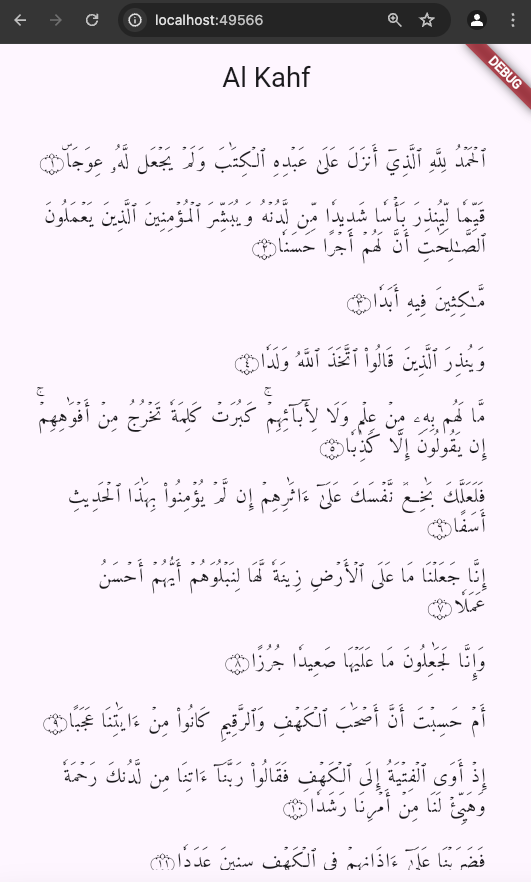 localhost:49566
DEBUG
Al Kahf
ٱلْحَمْدُ لِلَّهِ ٱلَّذِىٓ أَنزَلَ عَلَىٰ عَبْدِهِ ٱلْكِتَٰبَ وَلَمْ يَجْعَل لَّهُۥ عِوَجَاۜ ١
قَيِّمًا لِّيُنذِرَ بَأْسًا شَدِيدًا مِّن لَّدُنْهُ وَيُبَشِّرَ ٱلْمُؤْمِنِينَ ٱلَّذِينَ يَعْمَلُونَ
ٱلصَّٰلِحَٰتِ أَنَّ لَهُمْ أَجْرًا حَسَنًا ٢
مَّٰكِثِينَ فِيهِ أَبَدًا ٣
وَيُنذِرَ ٱلَّذِينَ قَالُوا۟ ٱتَّخَذَ ٱللَّهُ وَلَدًا ٤
مَّا لَهُم بِهِۦ مِنْ عِلْمٍ وَلَا لِـَٔابَآئِهِمْ ۚ كَبُرَتْ كَلِمَةً تَخْرُجُ مِنْ أَفْوَٰهِهِمْ ۚ
إِن يَقُولُونَ إِلَّا كَذِبًا ٥
فَلَعَلَّكَ بَٰخِعٌ نَّفْسَكَ عَلَىٰٓ ءَاثَٰرِهِمْ إِن لَّمْ يُؤْمِنُوا۟ بِهَٰذَا ٱلْحَدِيثِ
أَسَفًا ٦
إِنَّا جَعَلْنَا مَا عَلَى ٱلْأَرْضِ زِينَةً لَّهَا لِنَبْلُوَهُمْ أَيُّهُمْ أَحْسَنُ
عَمَلًا ٧
وَإِنَّا لَجَٰعِلُونَ مَا عَلَيْهَا صَعِيدًا جُرُزًا ٨
أَمْ حَسِبْتَ أَنَّ أَصْحَٰبَ ٱلْكَهْفِ وَٱلرَّقِيمِ كَانُوا۟ مِنْ ءَايَٰتِنَا عَجَبًا ٩
إِذْ أَوَى ٱلْفِتْيَةُ إِلَى ٱلْكَهْفِ فَقَالُوا۟ رَبَّنَآ ءَاتِنَا مِن لَّدُنكَ رَحْمَةً
وَهَيِّئْ لَنَا مِنْ أَمْرِنَا رَشَدًا ١٠
فَضَرَبْنَا عَلَىٰٓ ءَاذَانِهِمْ فِى ٱلْكَهْفِ سِنِينَ عَدَدًا ١١